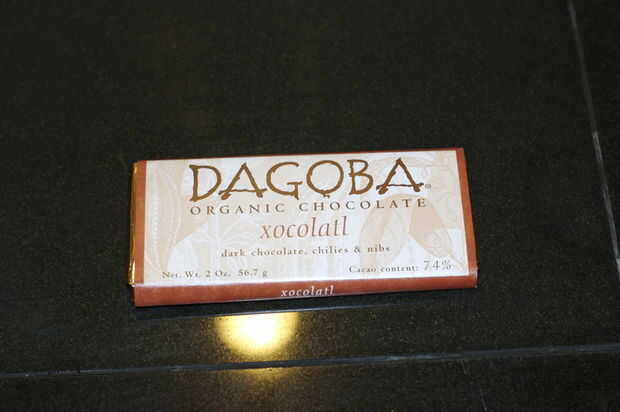 DAGOBA®
ORGANIC CHOCOLATE
xocolatl
dark chocolate, chilies & nibs
Net. Wt. 2 Oz. 56.7 g Cacao content: 74%
xocolatl